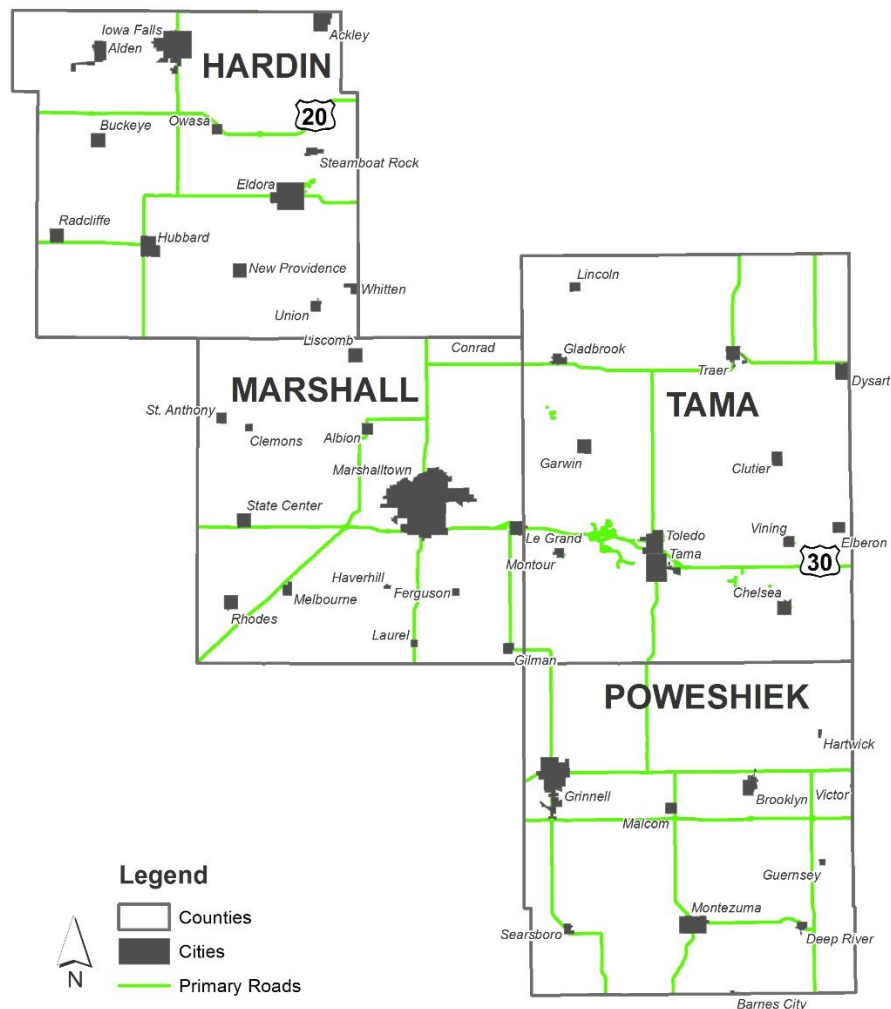 Iowa Falls
Ackley
Alden
HARDIN
20
Buckeye
Owasa
Steamboat Rock
Eldora
Radcliffe
Hubbard
New Providence
Whitten
Union
Lincoln
Liscomb
Conrad
Gladbrook
Traer
Dysart
MARSHALL
TAMA
St. Anthony
Clemons
Albion
Marshalltown
Garwin
Clutier
State Center
Le Grand
Toledo
Vining
Elberon
Tama
Montour
30
Haverhill
Ferguson
Melbourne
Chelsea
Rhodes
Laurel
Gilman
POWESHIEK
Hartwick
Grinnell
Brooklyn
Victor
Malcom
Guernsey
Legend
Montezuma
Counties
Searsboro
Deep River
Cities
N
Primary Roads
Barnes City